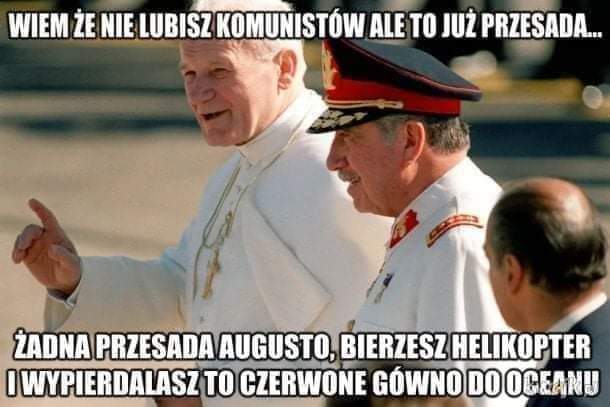 WIEM ŻE NIE LUBISZ KOMUNISTÓW ALE TO JUŻ PRZESADA...
ŻADNA PRZESADA AUGUSTO, BIERZESZ HELIKOPTER
I WYPIERDALASZ TO CZERWONE GÓWNO DO OCEANU